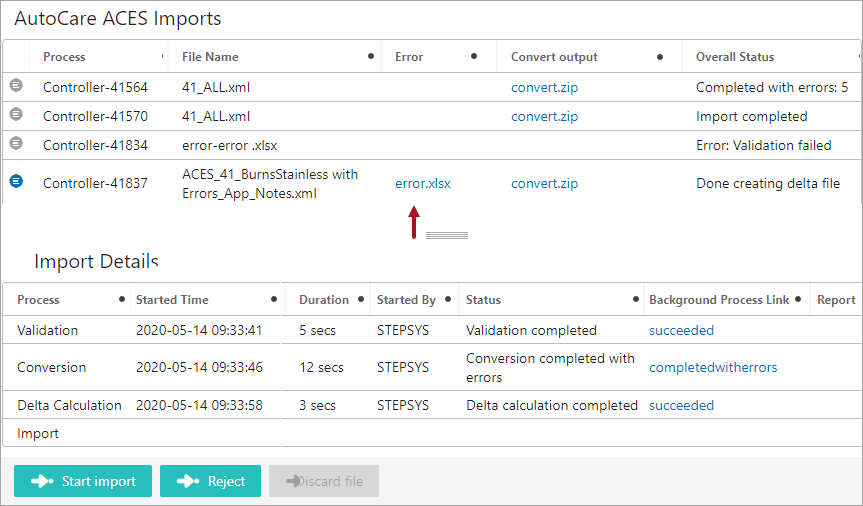 AutoCare ACES Imports
Process File Name Error Convert output Overall Status
Controller-41564 41_ALL.xml convert.zip Completed with errors: 5
Controller-41570 41_ALL.xml convert.zip Import completed
Controller-41834 error-error .xlsx Error: Validation failed
ACES_41_BurnsStainless with
Controller-41837 error.xlsx convert.zip Done creating delta file
Errors_App_Notes.xml
Import Details
Process Started Time Duration Started By Status Background Process Link Report
Validation 2020-05-14 09:33:41 5 secs STEPSYS Validation completed succeeded
Conversion completed with
Conversion 2020-05-14 09:33:46 12 secs STEPSYS completedwitherrors
errors
Delta Calculation 2020-05-14 09:33:58 3 secs STEPSYS Delta calculation completed succeeded
Import
Start import Reject Discard file